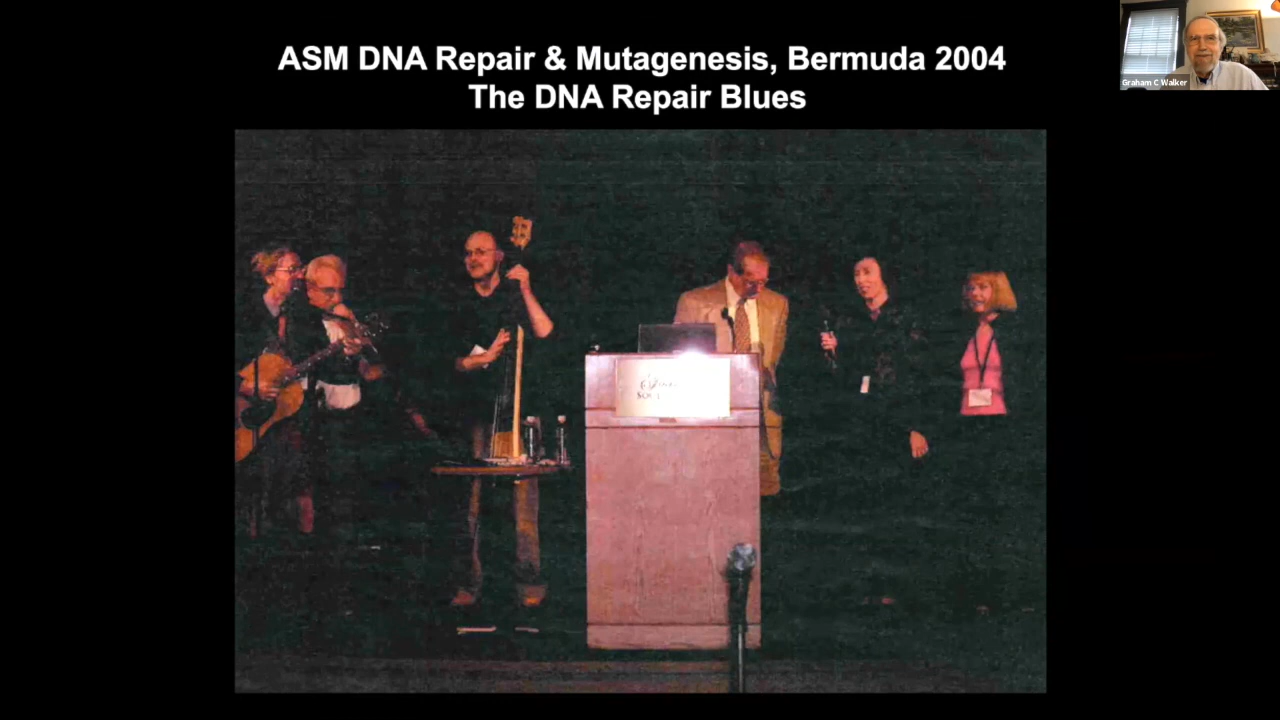 ASM DNA Repair & Mutagenesis, Bermuda 2004
The DNA Repair Blues
Graham C Walker